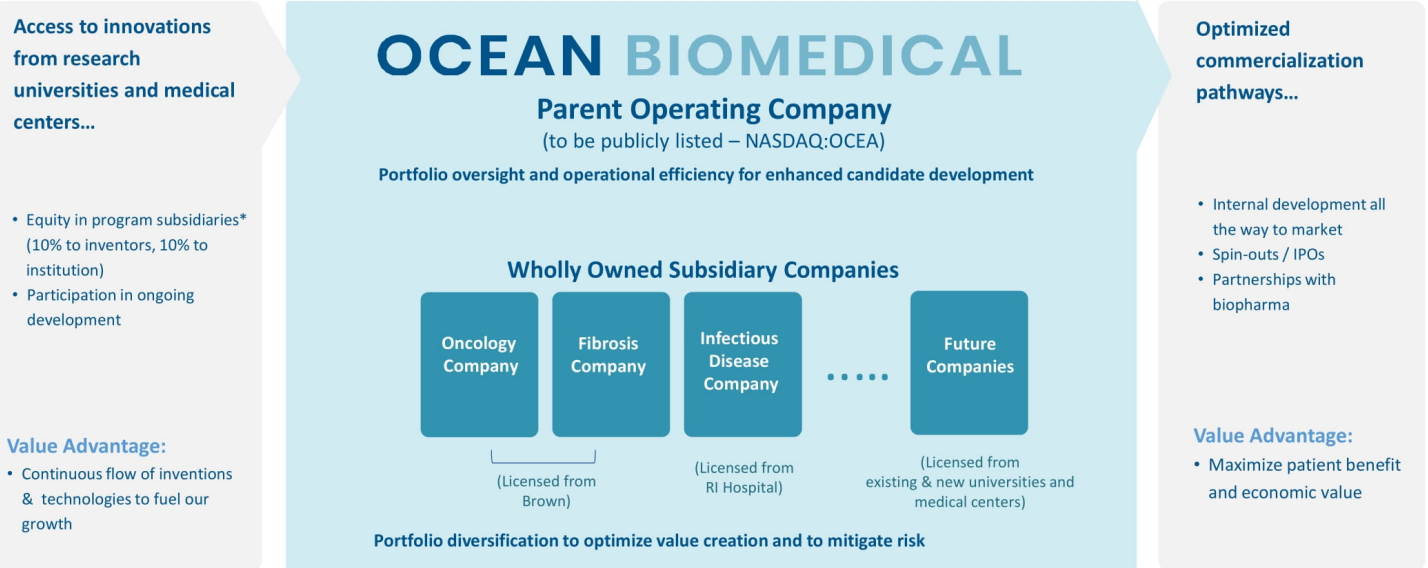 Access to innovations
from research
universities and medical
centers…
• Equity in program subsidiaries*
(10% to inventors, 10% to
institution)
• Participation in ongoing
development
Value Advantage:
• Continuous flow of inventions
& technologies to fuel our
growth
OCEAN BIOMEDICAL
Parent Operating Company
(to be publicly listed – NASDAQ:OCEA)
Portfolio oversight and operational efficiency for enhanced candidate development
Wholly Owned Subsidiary Companies
Oncology
Company
Fibrosis
Company
Infectious
Disease
Company
.....
Future
Companies
(Licensed from
Brown)
(Licensed from
RI Hospital)
(Licensed from
existing & new universities and
medical centers)
Portfolio diversification to optimize value creation and to mitigate risk
Optimized
commercialization
pathways…
• Internal development all
the way to market
• Spin-outs / IPOs
• Partnerships with
biopharma
Value Advantage:
• Maximize patient benefit
and economic value